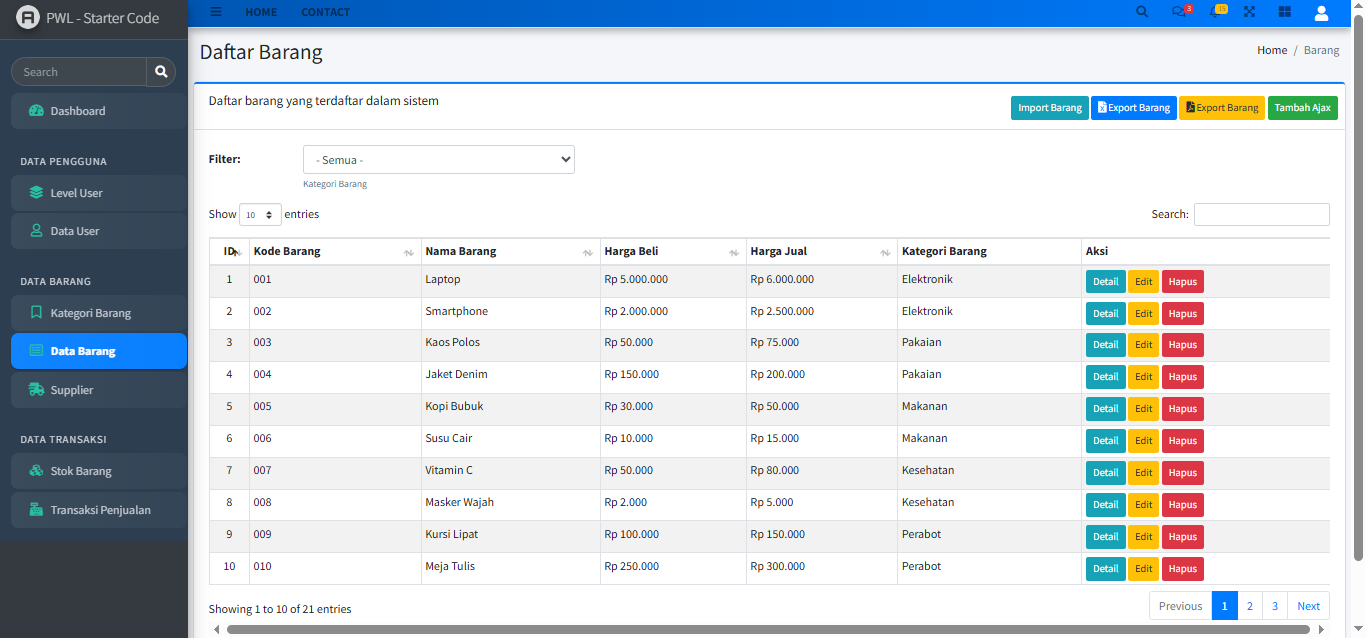 PWL - Starter Code
HOME CONTACT 3 15
Daftar Barang
Home / Barang
Search
Dashboard
DATA PENGGUNA
Level User
Data User
DATA BARANG
Kategori Barang
Data Barang
Supplier
DATA TRANSAKSI
Stok Barang
Transaksi Penjualan
Daftar barang yang terdaftar dalam sistem
Import Barang Export Barang Export Barang Tambah Ajax
Filter: - Semua -
Kategori Barang
Show 10 entries Search:
ID Kode Barang Nama Barang Harga Beli Harga Jual Kategori Barang Aksi
1 001 Laptop Rp 5.000.000 Rp 6.000.000 Elektronik Detail Edit Hapus
2 002 Smartphone Rp 2.000.000 Rp 2.500.000 Elektronik Detail Edit Hapus
3 003 Kaos Polos Rp 50.000 Rp 75.000 Pakaian Detail Edit Hapus
4 004 Jaket Denim Rp 150.000 Rp 200.000 Pakaian Detail Edit Hapus
5 005 Kopi Bubuk Rp 30.000 Rp 50.000 Makanan Detail Edit Hapus
6 006 Susu Cair Rp 10.000 Rp 15.000 Makanan Detail Edit Hapus
7 007 Vitamin C Rp 50.000 Rp 80.000 Kesehatan Detail Edit Hapus
8 008 Masker Wajah Rp 2.000 Rp 5.000 Kesehatan Detail Edit Hapus
9 009 Kursi Lipat Rp 100.000 Rp 150.000 Perabot Detail Edit Hapus
10 010 Meja Tulis Rp 250.000 Rp 300.000 Perabot Detail Edit Hapus
Showing 1 to 10 of 21 entries
Previous 1 2 3 Next